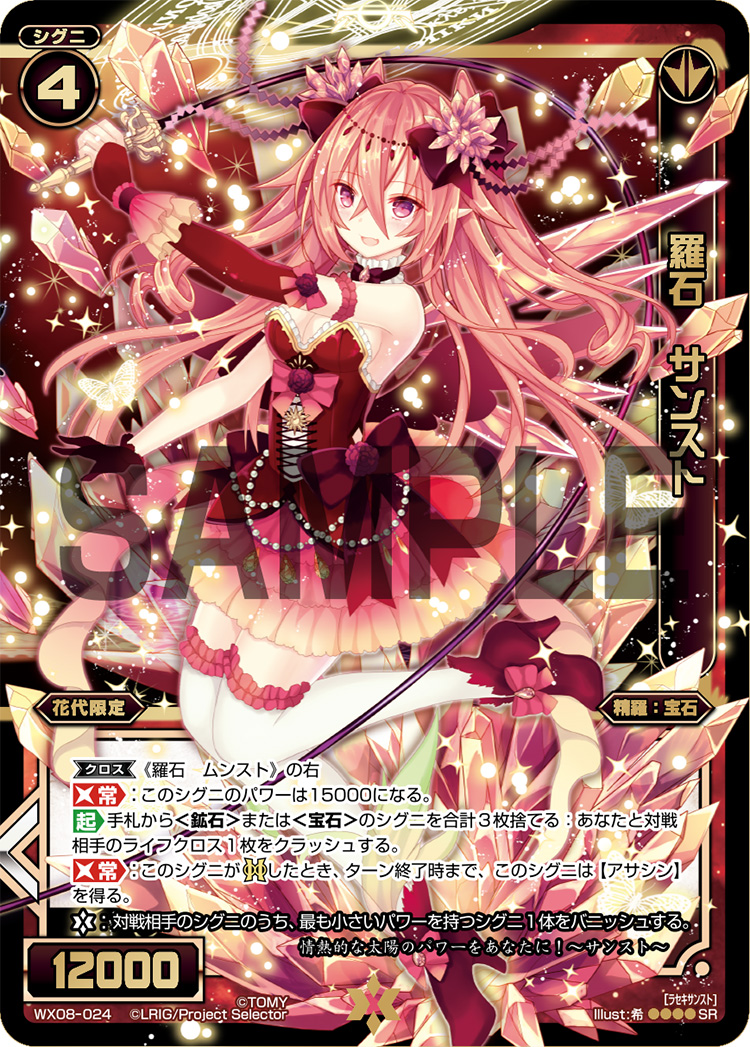 シグニ
4
羅石　サンスト
SAMPLE
花代限定
精羅：宝石
クロス《羅石　ムンスト》の右
常：このシグニのパワーは15000になる。
起手札から<鉱石>または<宝石>のシグニを合計３枚捨てる：あなたと対戦
相手のライフクロス１枚をクラッシュする。
常：このシグニがしたとき、ターン終了時まで、このシグニは【アサシン】
を得る。
：対戦相手のシグニのうち、最も小さいパワーを持つシグニ１体をバニッシュする。
情熱的な太陽のパワーをあなたに！～サンスト～
12000
©TOMY
[ラセキサンスト]
WX08-024 ©LRIG/Project Selector
Illust:希 SR